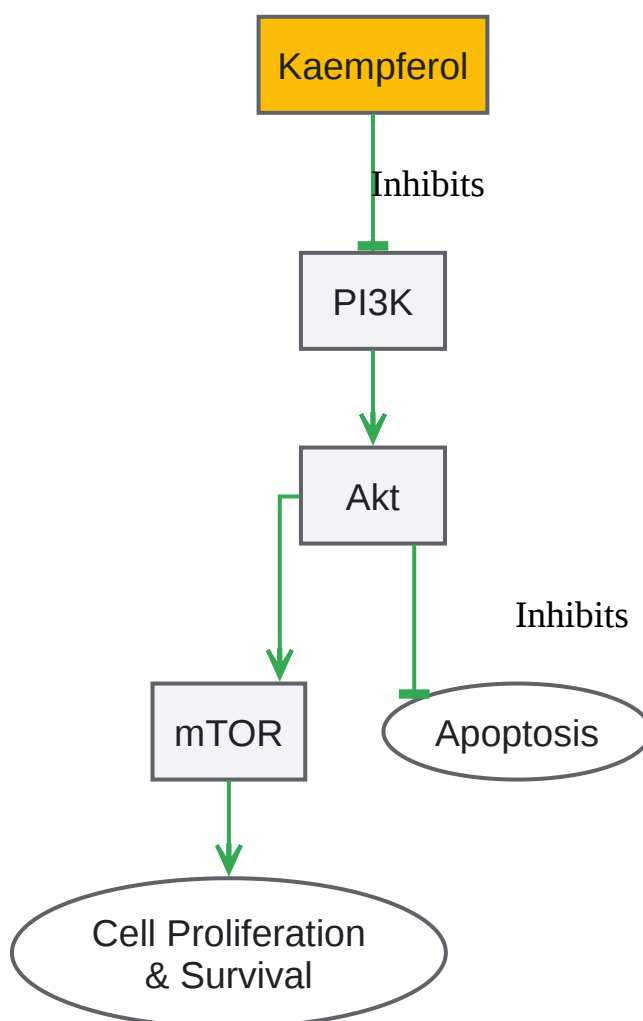 Kaempferol
Inhibits
PI3K
Akt
Inhibits
mTOR
Apoptosis
Cell Proliferation
& Survival